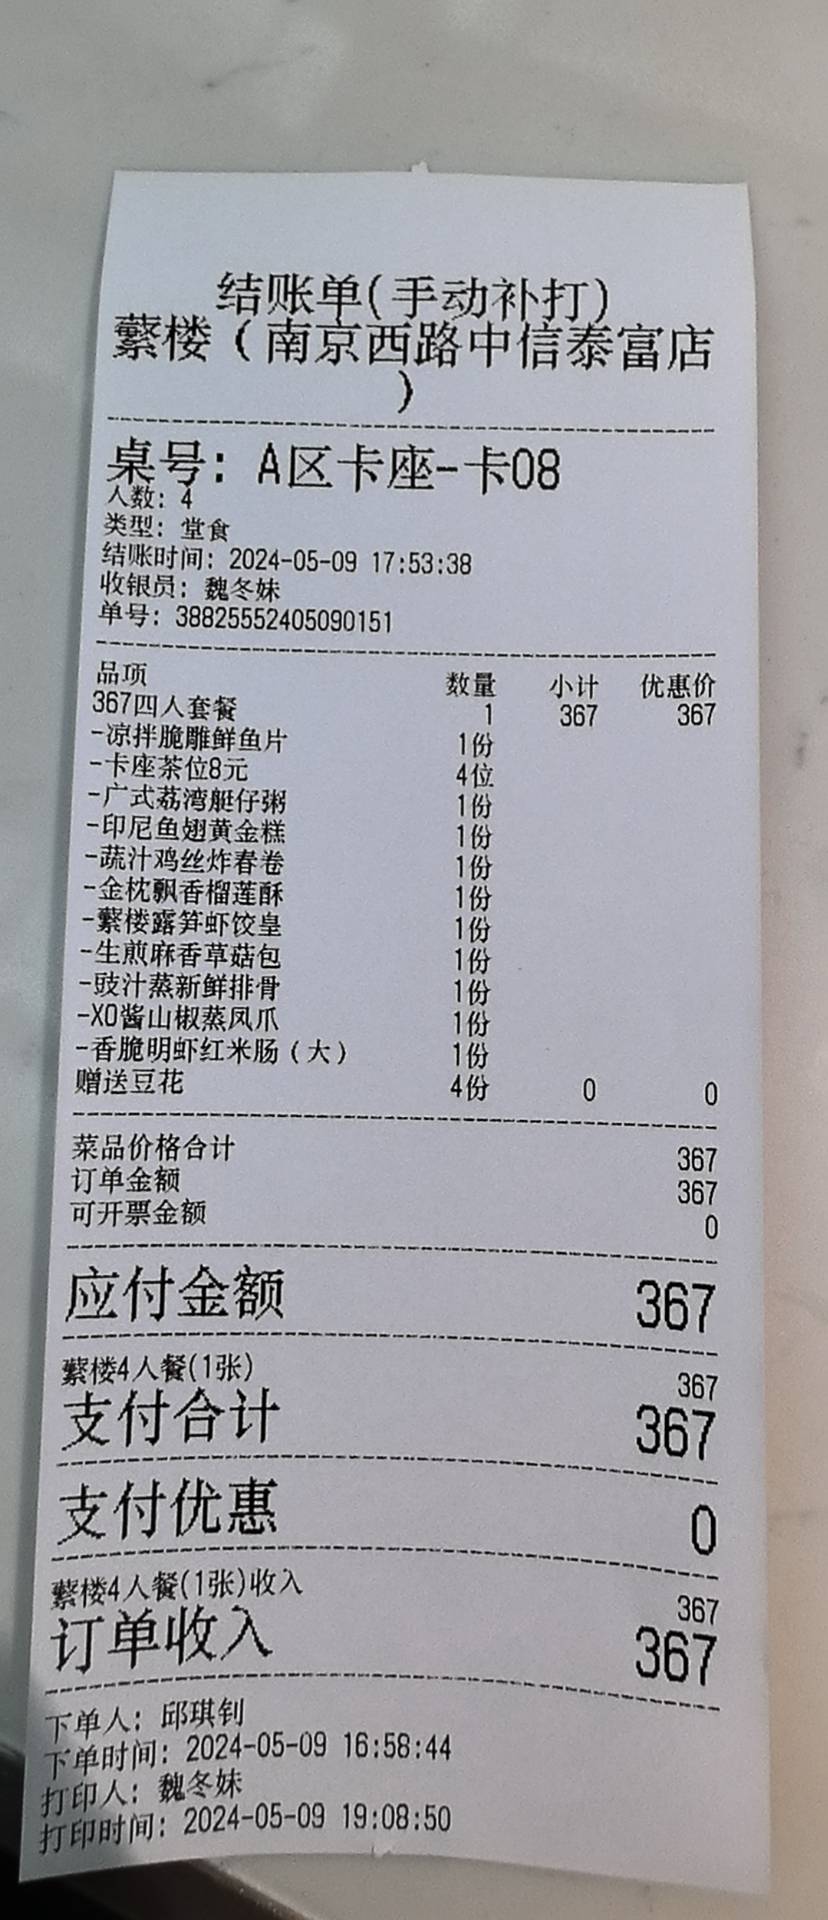 结账单(手动补打)
蘩楼（南京西路中信泰富店
）
桌号: A区卡座-卡08
人数: 4
类型: 堂食
结账时间: 2024-05-09 17:53:38
收银员: 魏冬妹
单号: 38825552405090151
品项 数量 小计 优惠价
367四人套餐 1 367 367
-凉拌脆雕鲜鱼片 1份
-卡座茶位8元 4位
-广式荔湾艇仔粥 1份
-印尼鱼翅黄金糕 1份
-蔬汁鸡丝炸春卷 1份
-金枕飘香榴莲酥 1份
-蘩楼露笋虾饺皇 1份
-生煎麻香草菇包 1份
-豉汁蒸新鲜排骨 1份
-XO酱山椒蒸凤爪 1份
-香脆明虾红米肠（大） 1份
赠送豆花 4份 0 0
菜品价格合计 367
订单金额 367
可开票金额 0
应付金额 367
蘩楼4人餐(1张) 367
支付合计 367
支付优惠 0
蘩楼4人餐(1张)收入 367
订单收入 367
下单人: 邱琪钊
下单时间: 2024-05-09 16:58:44
打印人: 魏冬妹
打印时间: 2024-05-09 19:08:50